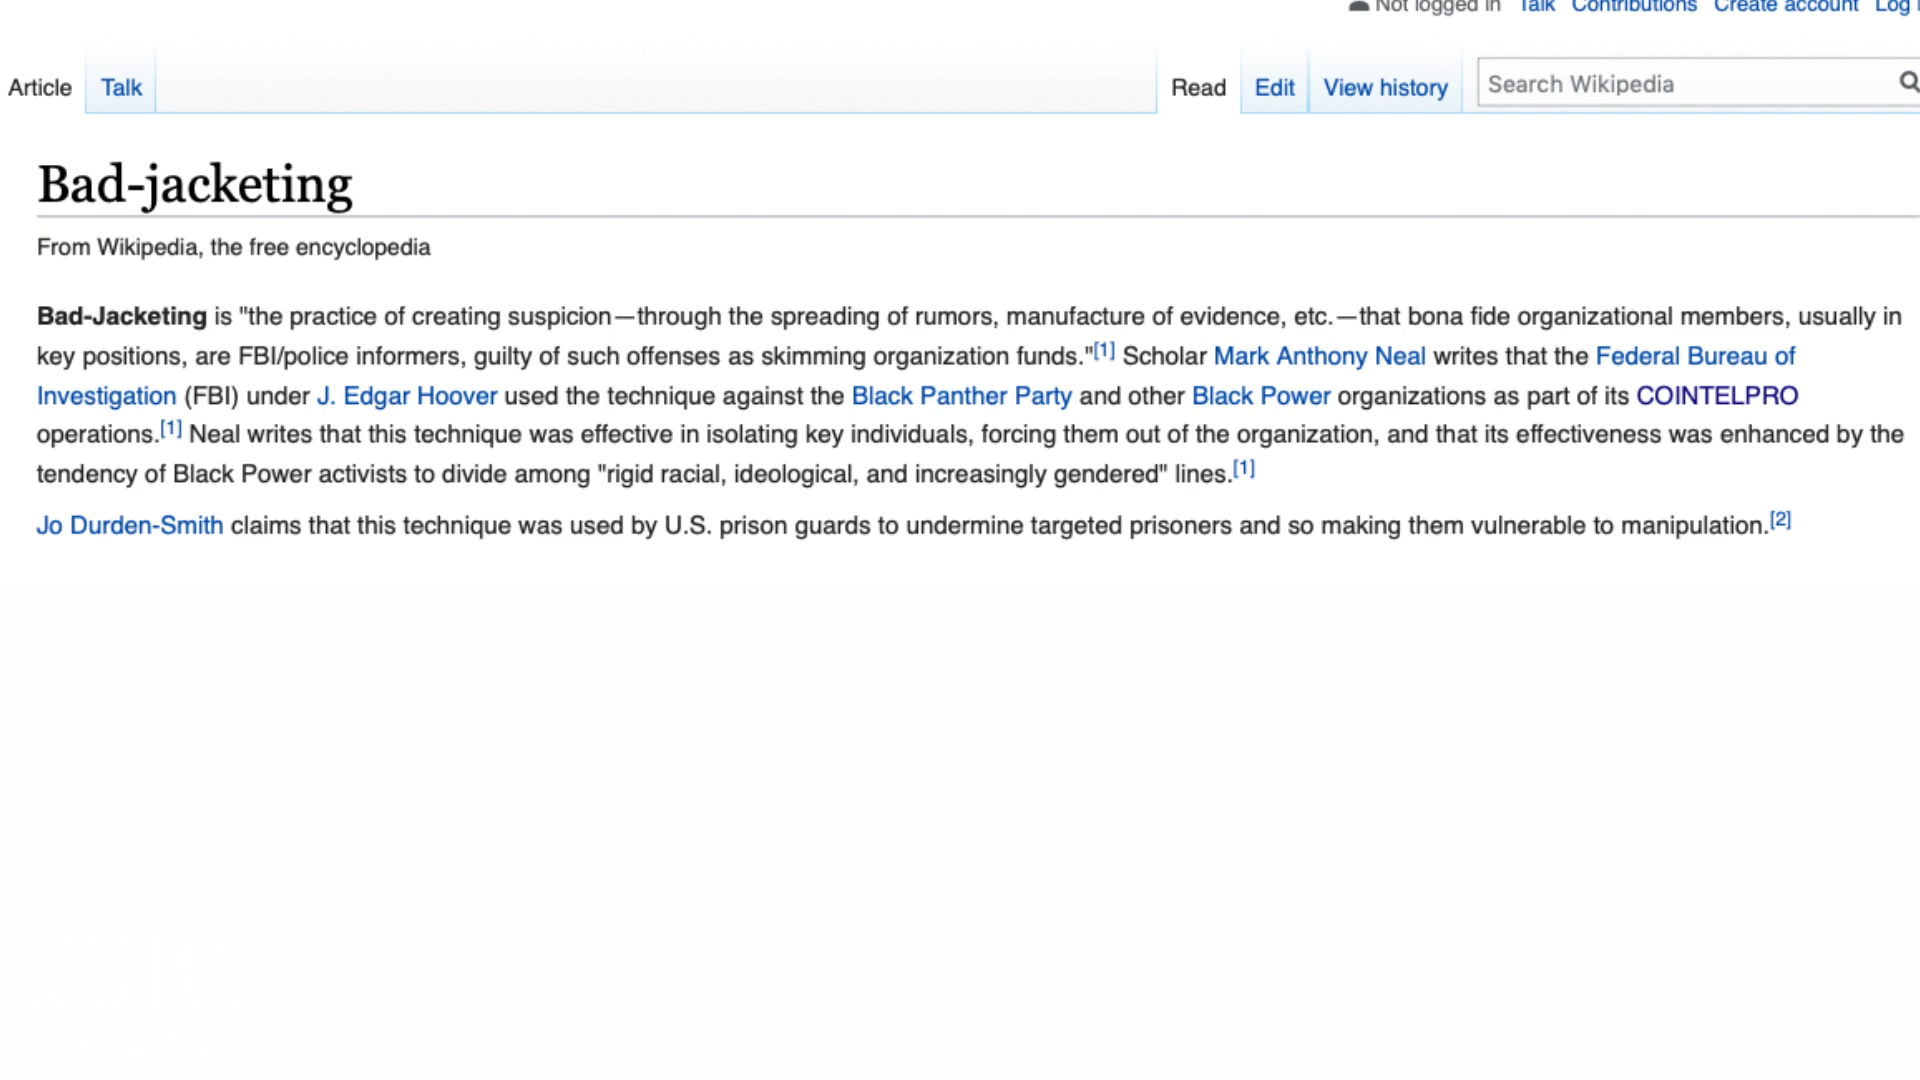 Not logged in Talk Contributions Create account Log
Article Talk Read Edit View history Search Wikipedia
Bad-jacketing
From Wikipedia, the free encyclopedia
Bad-Jacketing is "the practice of creating suspicion—through the spreading of rumors, manufacture of evidence, etc.—that bona fide organizational members, usually in
key positions, are FBI/police informers, guilty of such offenses as skimming organization funds."[1] Scholar Mark Anthony Neal writes that the Federal Bureau of
Investigation (FBI) under J. Edgar Hoover used the technique against the Black Panther Party and other Black Power organizations as part of its COINTELPRO
operations.[1] Neal writes that this technique was effective in isolating key individuals, forcing them out of the organization, and that its effectiveness was enhanced by the
tendency of Black Power activists to divide among "rigid racial, ideological, and increasingly gendered" lines.[1]
Jo Durden-Smith claims that this technique was used by U.S. prison guards to undermine targeted prisoners and so making them vulnerable to manipulation.[2]